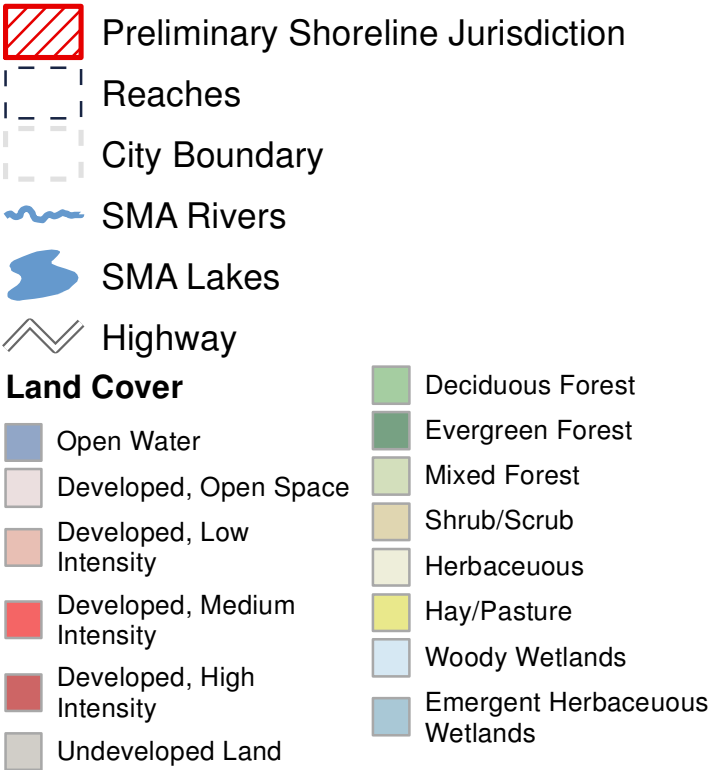 Preliminary Shoreline Jurisdiction
Reaches
City Boundary
SMA Rivers
SMA Lakes
Highway
Land Cover
Open Water
Developed, Open Space
Developed, Low
Intensity
Developed, Medium
Intensity
Developed, High
Intensity
Undeveloped Land
Deciduous Forest
Evergreen Forest
Mixed Forest
Shrub/Scrub
Herbaceuous
Hay/Pasture
Woody Wetlands
Emergent Herbaceuous
Wetlands